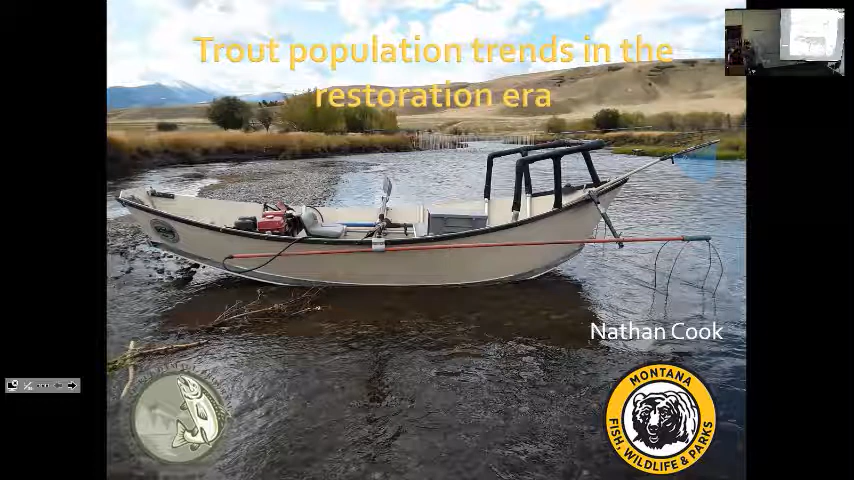 Trout population trends in the
restoration era
Nathan Cook
MONTANA
FISH, WILDLIFE & PARKS